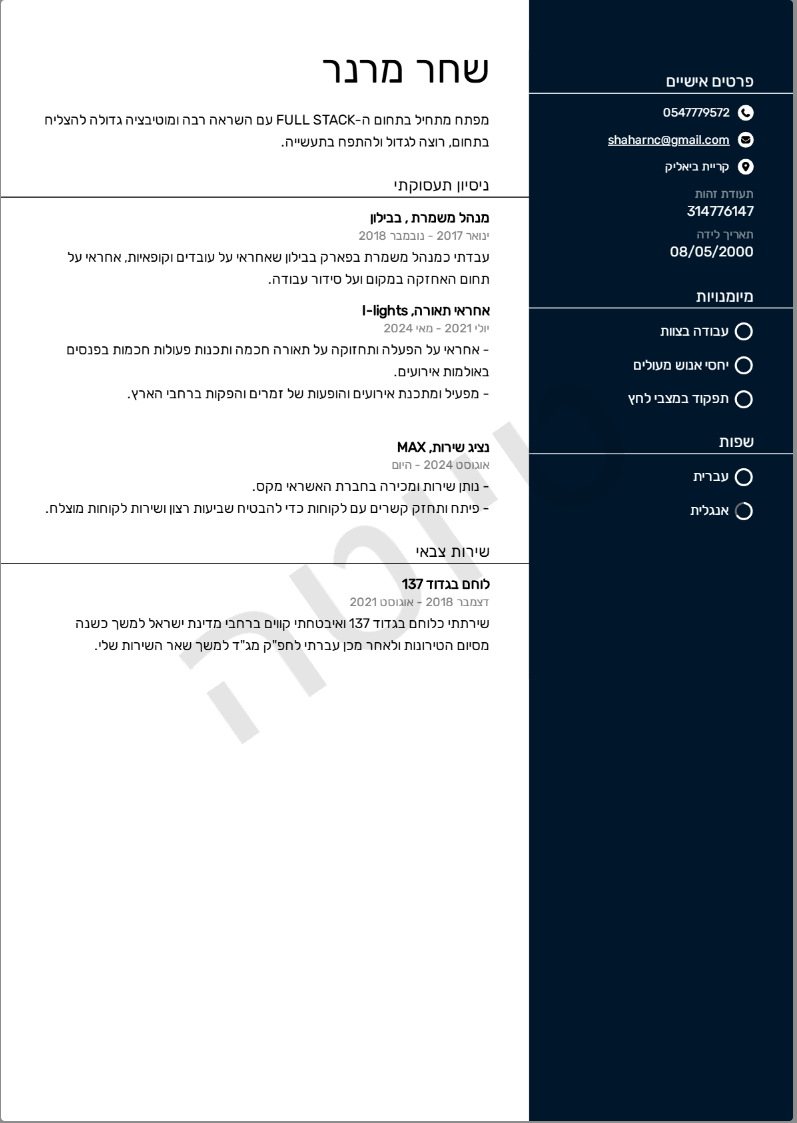 שחר מרנר
מפתח מתחיל בתחום ה-FULL STACK עם השראה רבה ומוטיבציה גדולה להצליח
בתחום, רוצה לגדול ולהתפתח בתעשייה.
ניסיון תעסוקתי
מנהל משמרת , בבילון
ינואר 2017 - נובמבר 2018
עבדתי כמנהל משמרת בפארק בבילון שאחראי על עובדים וקופאיות, אחראי על
תחום האחזקה במקום ועל סידור עבודה.
אחראי תאורה, I-lights
יולי 2021 - מאי 2024
- אחראי על הפעלה ותחזוקה על תאורה חכמה ותכנות פעולות חכמות בפנסים
באולמות אירועים.
- מפעיל ומתכנת אירועים והופעות של זמרים והפקות ברחבי הארץ.
נציג שירות, MAX
אוגוסט 2024 - היום
- נותן שירות ומכירה בחברת האשראי מקס.
- פיתח ותחזק קשרים עם לקוחות כדי להבטיח שביעות רצון ושירות לקוחות מוצלח.
שירות צבאי
לוחם בגדוד 137
דצמבר 2018 - אוגוסט 2021
שירתתי כלוחם בגדוד 137 ואיבטחתי קווים ברחבי מדינת ישראל למשך כשנה
מסיום הטירונות ולאחר מכן עברתי לחפ"ק מג"ד למשך שאר השירות שלי.
פרטים אישיים
0547779572
shaharnc@gmail.com
קריית ביאליק
תעודת זהות
314776147
תאריך לידה
08/05/2000
מיומנויות
עבודה בצוות
יחסי אנוש מעולים
תפקוד במצבי לחץ
שפות
עברית
אנגלית
טיוטה